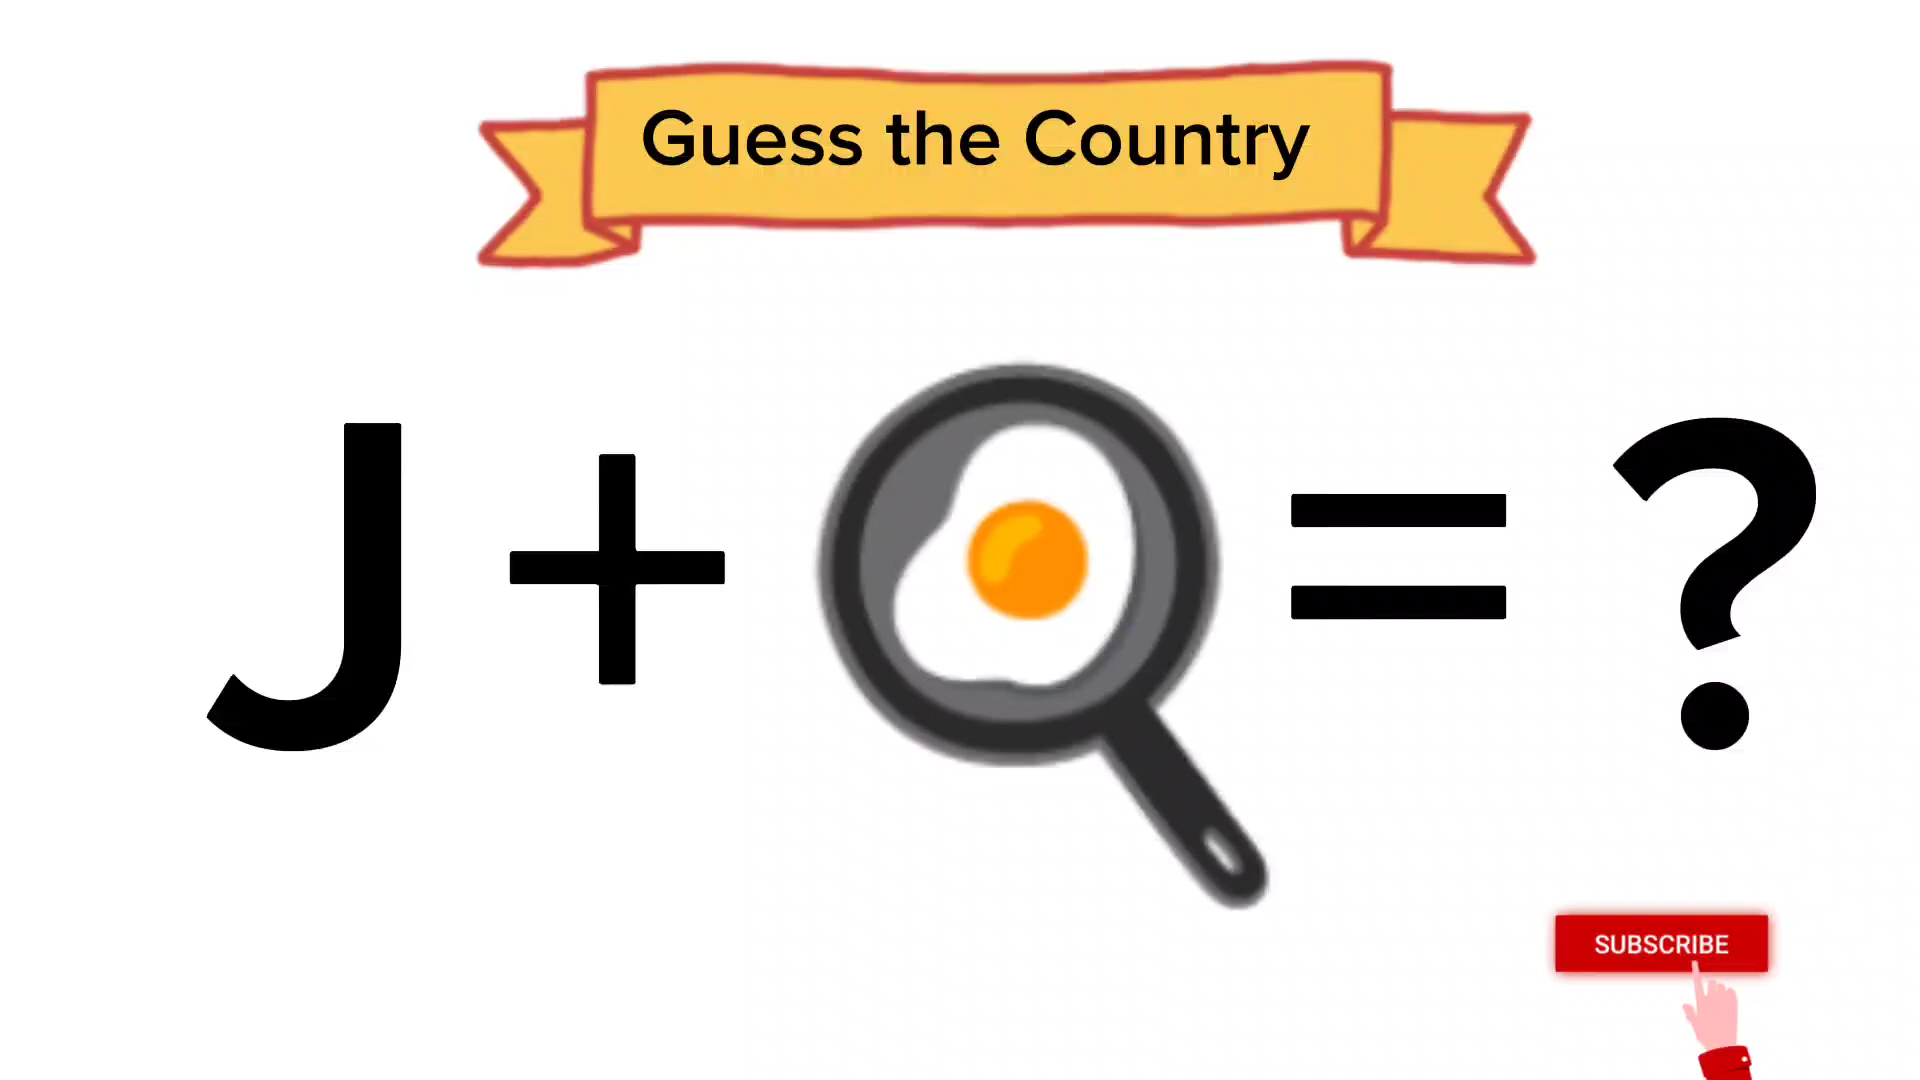 Guess the Country
J + = ?
SUBSCRIBE